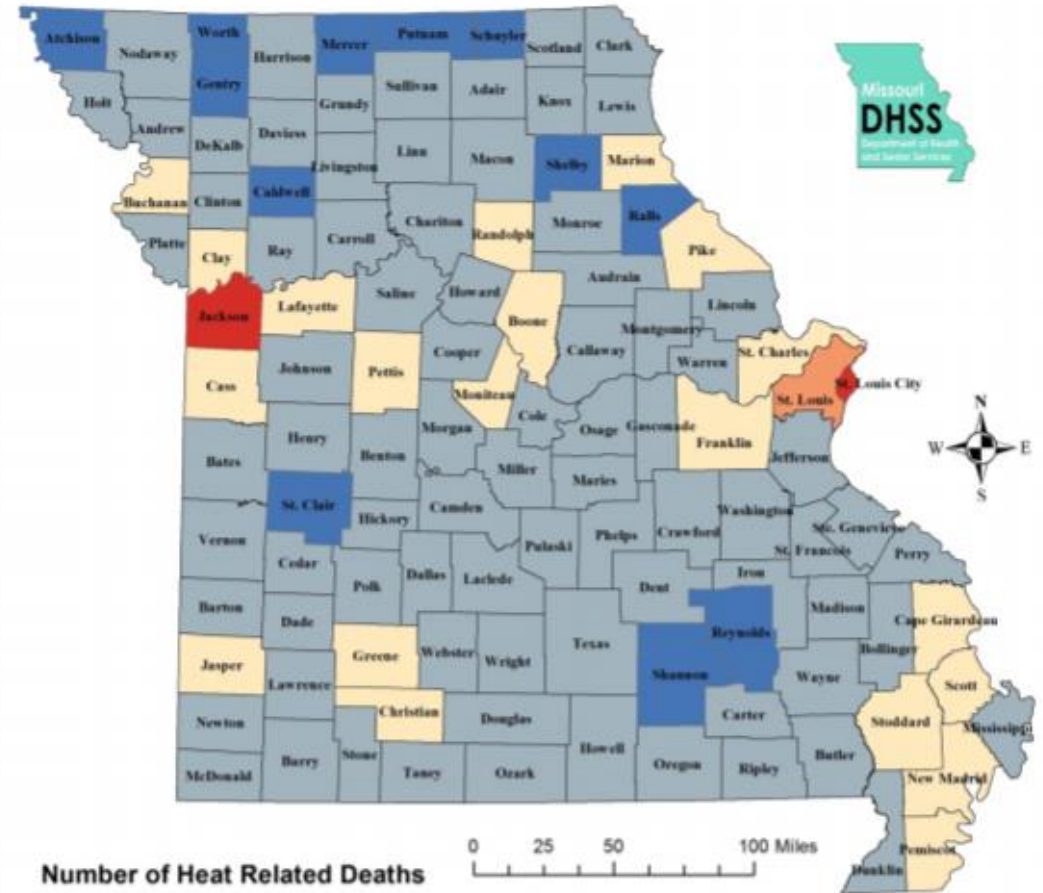 Atchison
Nodaway
Worth
Harrison
Mercer
Putnam
Schuyler
Scotland
Clark
Gentry
Holt
Andrew
DeKalb
Daviess
Grundy
Sullivan
Adair
Knox
Lewis
Missouri
DHSS
Department of Health
and Senior Services
Buchanan
Clinton
Caldwell
Livingston
Linn
Macon
Shelby
Marion
Platte
Clay
Ray
Carroll
Chariton
Randolph
Monroe
Ralls
Pike
Jackson
Lafayette
Saline
Howard
Boone
Audrain
Lincoln
Montgomery
Callaway
Warren
St. Charles
Cass
Johnson
Pettis
Cooper
Moniteau
Cole
Osage
Gasconade
Franklin
St. Louis
St. Louis City
Jefferson
Bates
Henry
Benton
Morgan
Miller
Maries
N
W
E
S
St. Clair
Hickory
Camden
Pulaski
Phelps
Crawford
Washington
Ste. Genevieve
St. Francois
Perry
Vernon
Cedar
Polk
Dallas
Laclede
Dent
Iron
Madison
Cape Girardeau
Barton
Dade
Greene
Webster
Wright
Texas
Shannon
Reynolds
Wayne
Bollinger
Scott
Jasper
Lawrence
Christian
Douglas
Howell
Carter
Butler
Stoddard
Mississippi
Newton
McDonald
Barry
Stone
Taney
Ozark
Oregon
Ripley
New Madrid
Pemiscot
Dunklin
0 25 50 100 Miles
Number of Heat Related Deaths